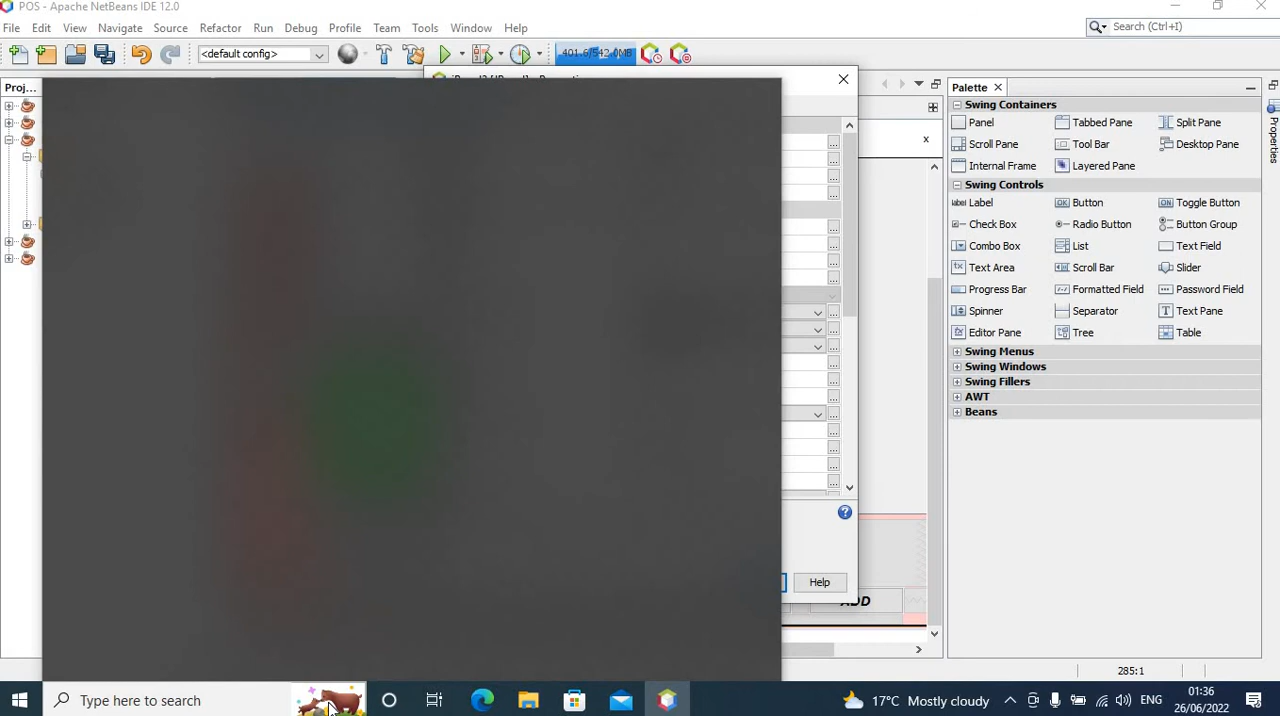 POS - Apache NetBeans IDE 12.0
File Edit View Navigate Source Refactor Run Debug Profile Team Tools Window Help
Search (Ctrl+I)
<default config>
401.6/542.0MB
Proj...
Palette
Swing Containers
Panel Tabbed Pane Split Pane
Scroll Pane Tool Bar Desktop Pane
Internal Frame Layered Pane
Swing Controls
Label Button Toggle Button
Check Box Radio Button Button Group
Combo Box List Text Field
Text Area Scroll Bar Slider
Progress Bar Formatted Field Password Field
Spinner Separator Text Pane
Editor Pane Tree Table
Swing Menus
Swing Windows
Swing Fillers
AWT
Beans
Properties
Help
ADD
285:1
Type here to search
17°C Mostly cloudy
ENG
01:36
26/06/2022